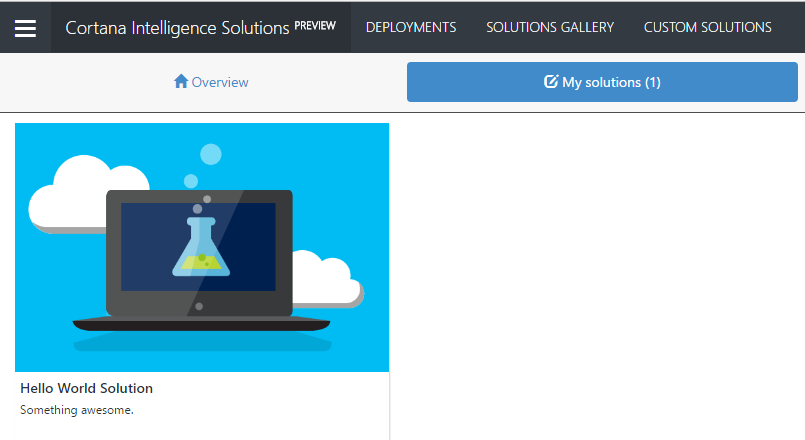 Cortana Intelligence Solutions PREVIEW DEPLOYMENTS SOLUTIONS GALLERY CUSTOM SOLUTIONS
Overview My solutions (1)
Hello World Solution
Something awesome.